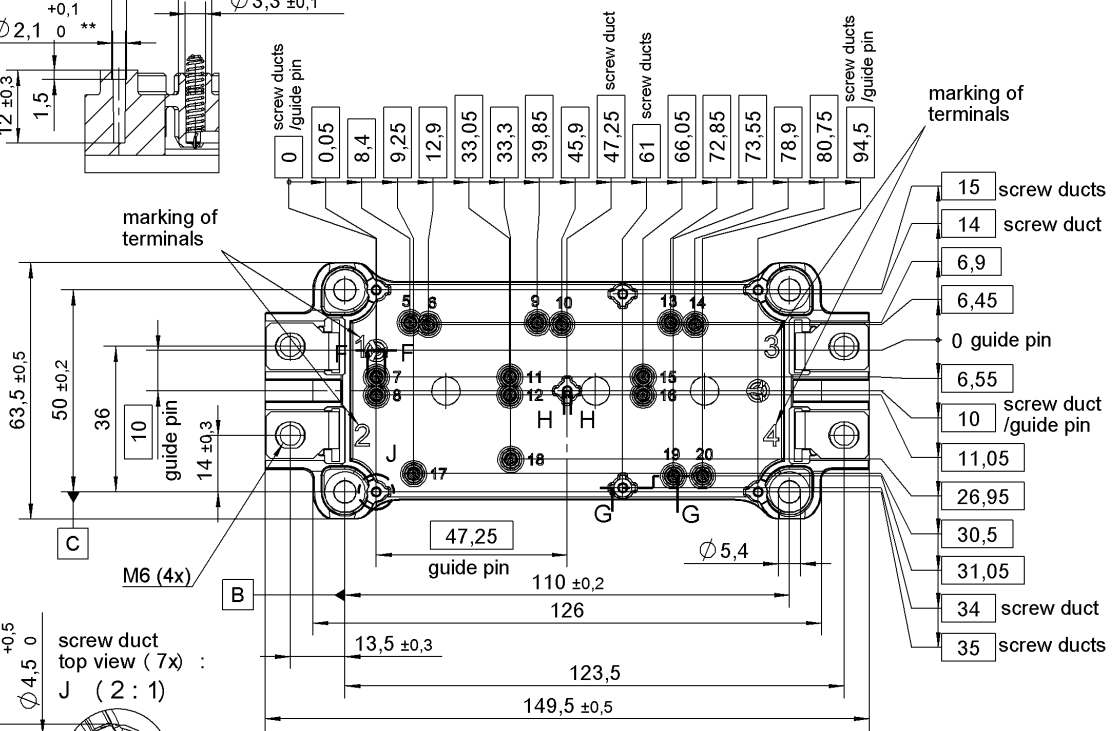 +0,1
∅2,1 0 **
∅3,3 ±0,1
12 ±0,3
1,5
screw ducts
/guide pin
screw duct
screw ducts
screw ducts
/guide pin
0
0,05
8,4
9,25
12,9
33,05
33,3
39,85
45,9
47,25
61
66,05
72,85
73,55
78,9
80,75
94,5
marking of
terminals
marking of
terminals
15 screw ducts
14 screw duct
6,9
6,45
0 guide pin
6,55
screw duct
10 /guide pin
11,05
26,95
30,5
31,05
34 screw duct
35 screw ducts
5 6 9 10 13 14
1 F F 3
7 11 15
8 12 16
H H
2 J 4
17 18 19 20
G G
63,5 ±0,5
50 ±0,2
36
10
guide pin
14 ±0,3
C
M6 (4x)
B
47,25
guide pin
∅5,4
110 ±0,2
126
13,5 ±0,3
123,5
149,5 ±0,5
+0,5
∅4,5 0
screw duct
top view ( 7x) :
J ( 2 : 1)